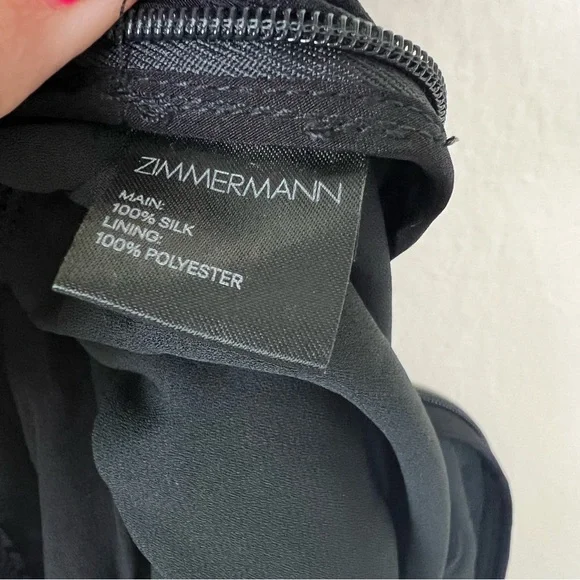 ZIMMERMANN
MAIN:
100% SILK
LINING:
100% POLYESTER